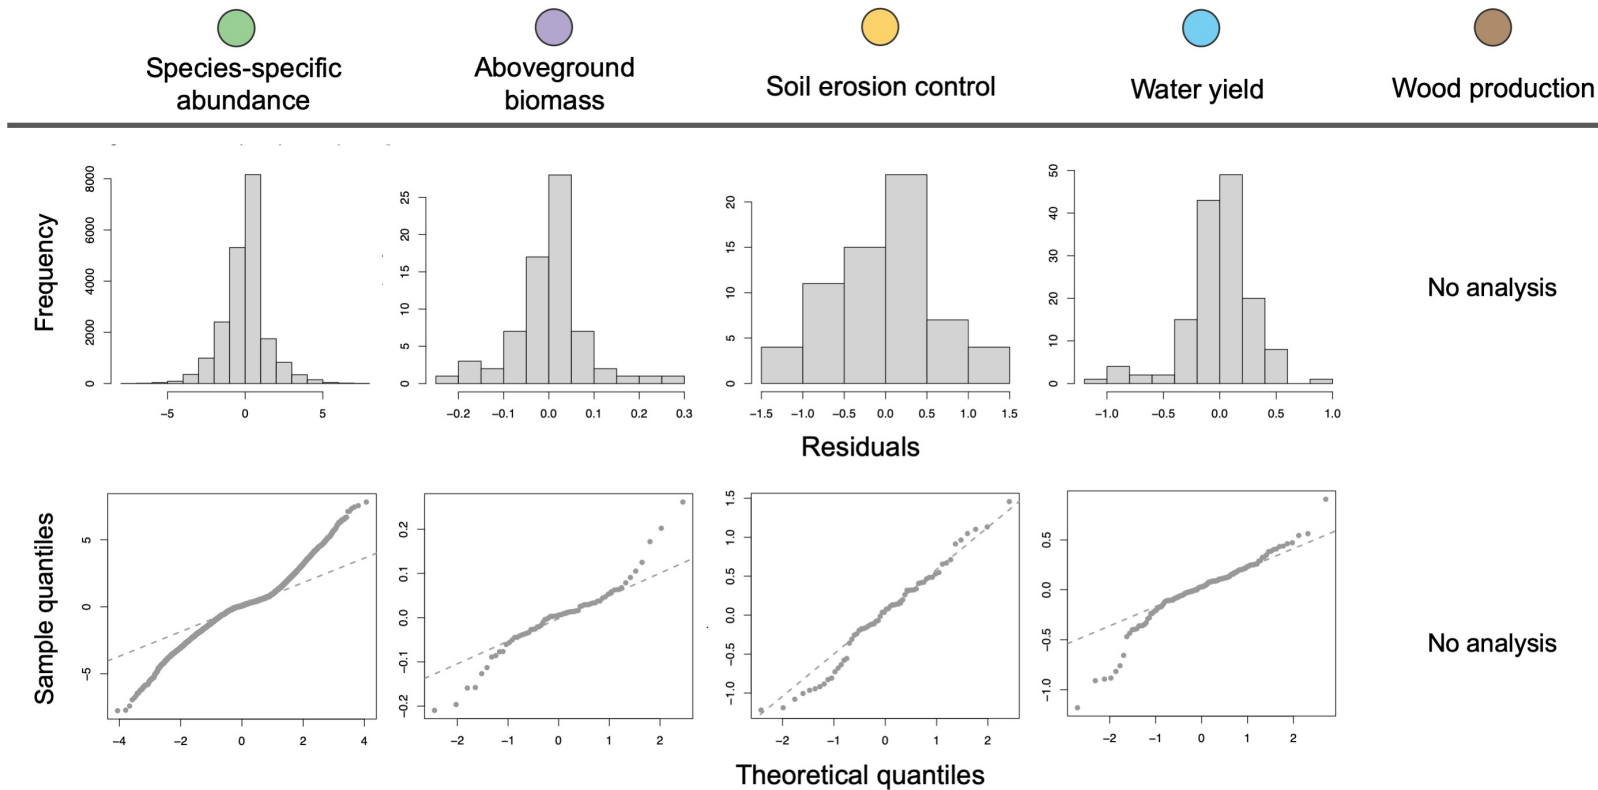 Species-specific
abundance
Aboveground
biomass
Soil erosion control
Water yield
Wood production
Frequency
8000
6000
4000
2000
0
−5 0 5
25
20
15
10
5
0
−0.2 −0.1 0.0 0.1 0.2 0.3
20
15
10
5
0
−1.5 −1.0 −0.5 0.0 0.5 1.0 1.5
50
40
30
20
10
0
−1.0 −0.5 0.0 0.5 1.0
No analysis
Residuals
Sample quantiles
5
0
−5
−4 −2 0 2 4
0.2
0.1
0.0
−0.1
−0.2
−2 −1 0 1 2
1.5
1.0
0.5
0.0
−0.5
−1.0
−2 −1 0 1 2
0.5
0.0
−0.5
−1.0
−2 −1 0 1 2
No analysis
Theoretical quantiles